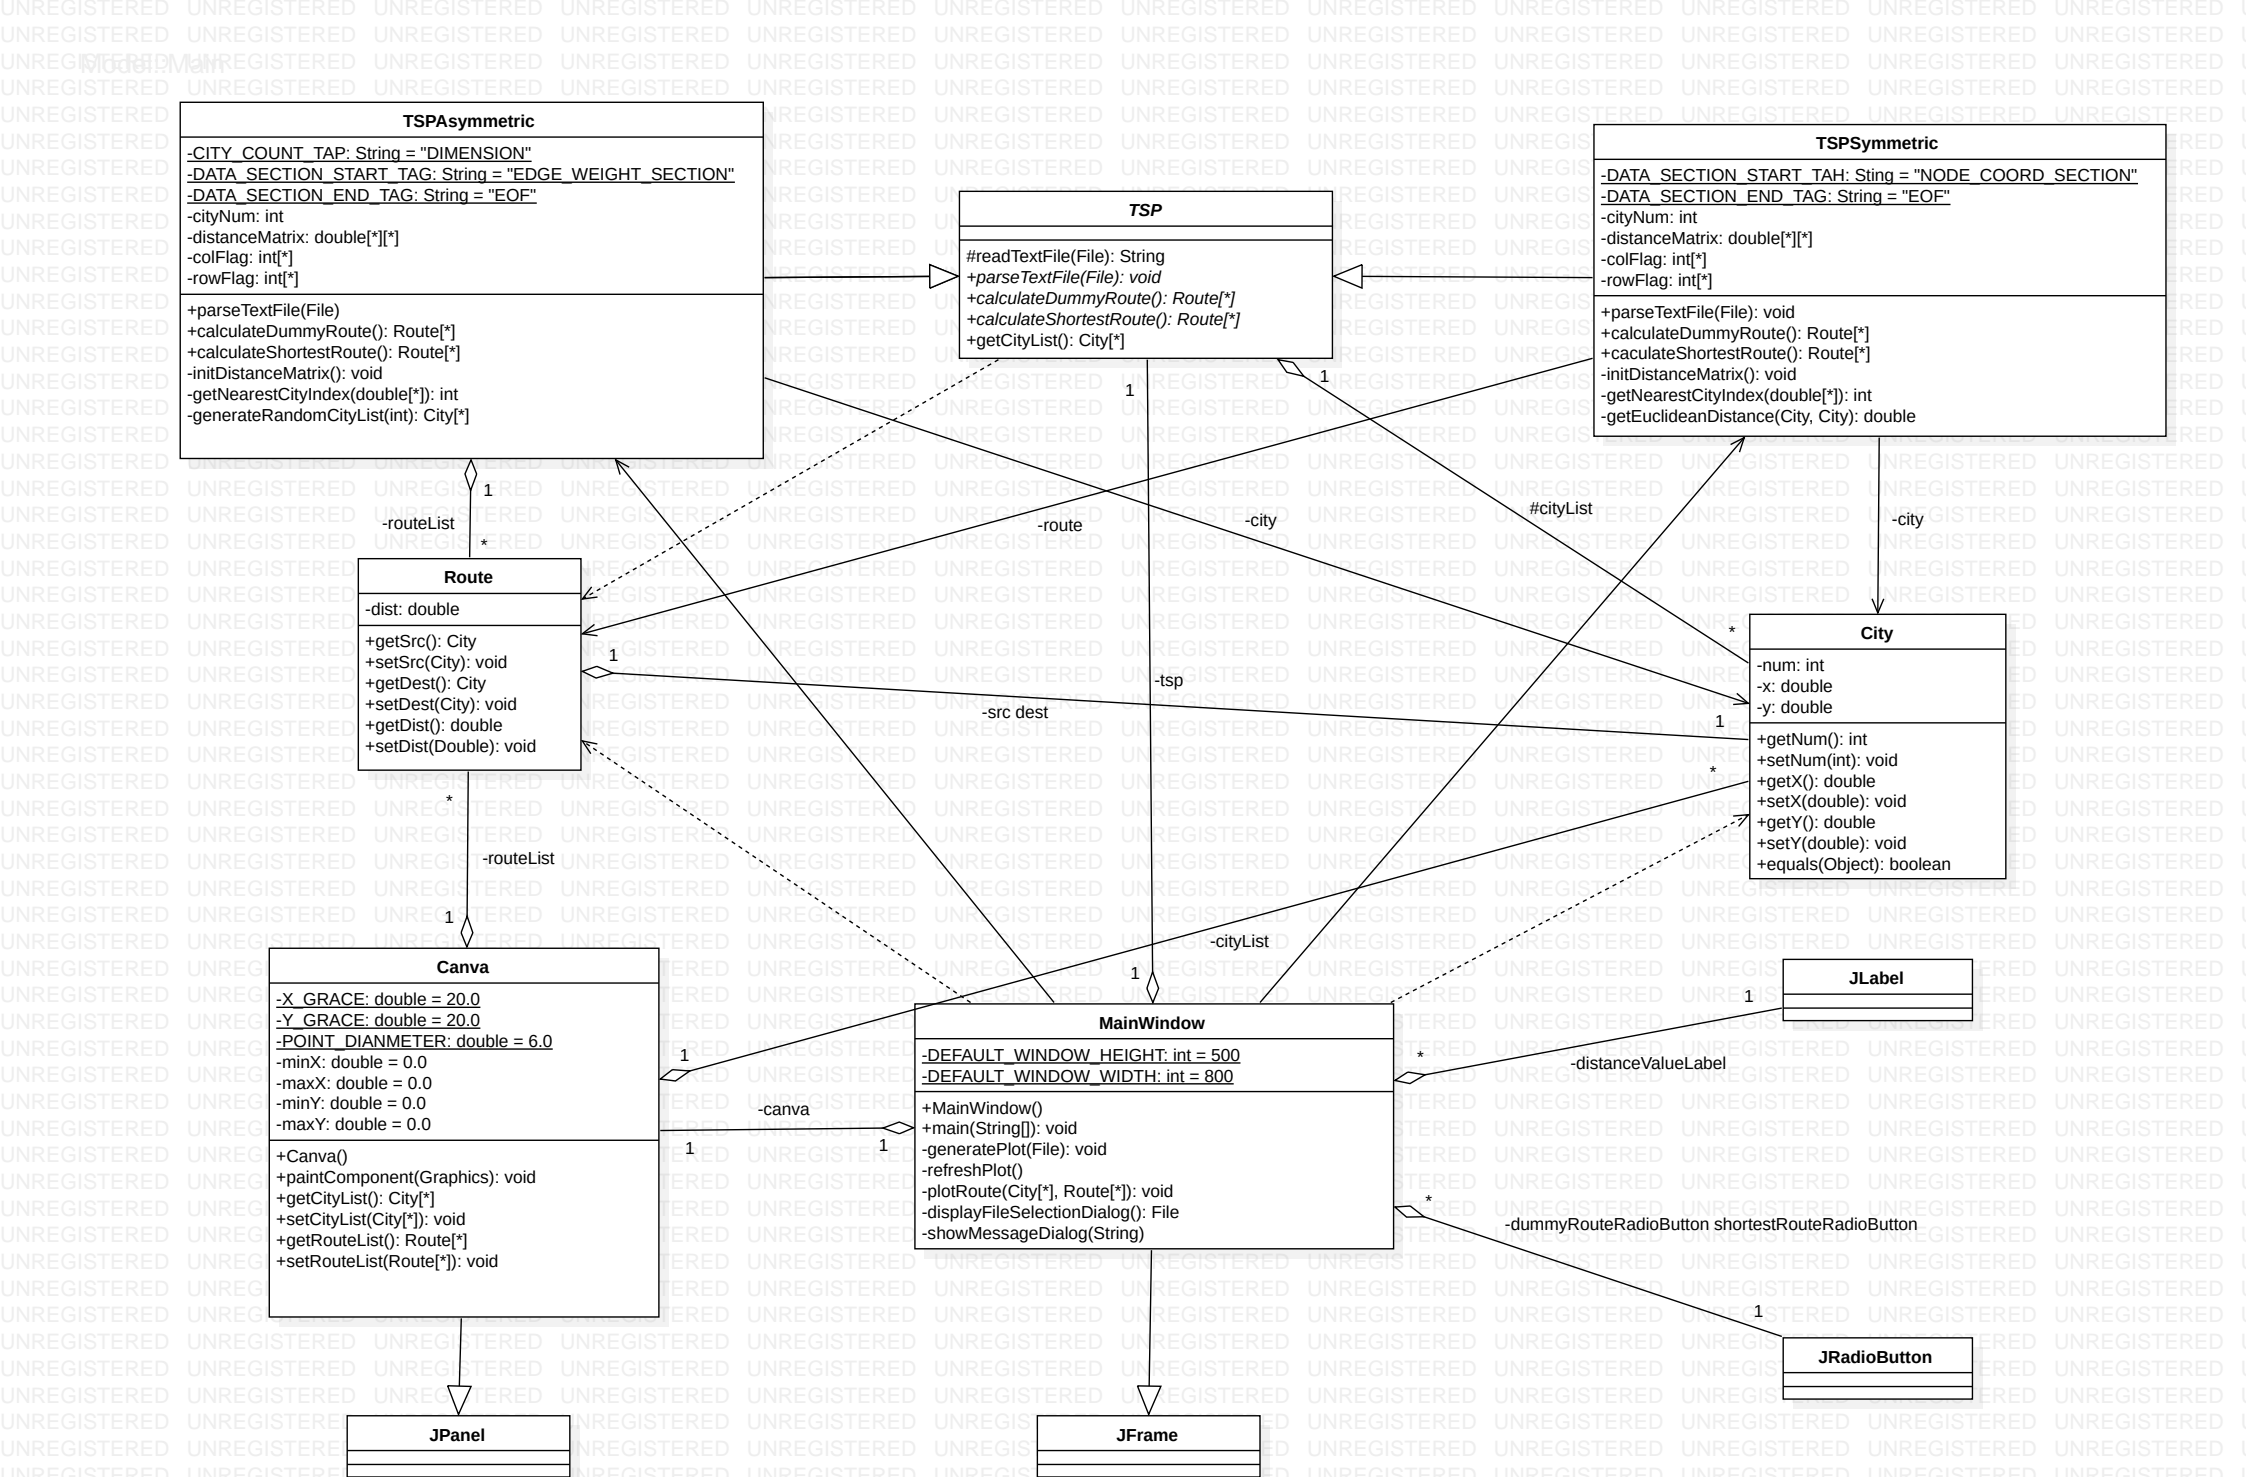 Model::Main
TSPAsymmetric
-CITY_COUNT_TAP: String = "DIMENSION"
-DATA_SECTION_START_TAG: String = "EDGE_WEIGHT_SECTION"
-DATA_SECTION_END_TAG: String = "EOF"
-cityNum: int
-distanceMatrix: double[*][*]
-colFlag: int[*]
-rowFlag: int[*]
+parseTextFile(File)
+calculateDummyRoute(): Route[*]
+calculateShortestRoute(): Route[*]
-initDistanceMatrix(): void
-getNearestCityIndex(double[*]): int
-generateRandomCityList(int): City[*]
TSP
#readTextFile(File): String
+parseTextFile(File): void
+calculateDummyRoute(): Route[*]
+calculateShortestRoute(): Route[*]
+getCityList(): City[*]
TSPSymmetric
-DATA_SECTION_START_TAH: Sting = "NODE_COORD_SECTION"
-DATA_SECTION_END_TAG: String = "EOF"
-cityNum: int
-distanceMatrix: double[*][*]
-colFlag: int[*]
-rowFlag: int[*]
+parseTextFile(File): void
+calculateDummyRoute(): Route[*]
+caculateShortestRoute(): Route[*]
-initDistanceMatrix(): void
-getNearestCityIndex(double[*]): int
-getEuclideanDistance(City, City): double
1
1
1
-routeList
*
-route
-city
#cityList
-city
Route
-dist: double
+getSrc(): City
+setSrc(City): void
+getDest(): City
+setDest(City): void
+getDist(): double
+setDist(Double): void
1
-tsp
-src dest
*
1
*
City
-num: int
-x: double
-y: double
+getNum(): int
+setNum(int): void
+getX(): double
+setX(double): void
+getY(): double
+setY(double): void
+equals(Object): boolean
*
-routeList
1
-cityList
1
Canva
-X_GRACE: double = 20.0
-Y_GRACE: double = 20.0
-POINT_DIANMETER: double = 6.0
-minX: double = 0.0
-maxX: double = 0.0
-minY: double = 0.0
-maxY: double = 0.0
+Canva()
+paintComponent(Graphics): void
+getCityList(): City[*]
+setCityList(City[*]): void
+getRouteList(): Route[*]
+setRouteList(Route[*]): void
1
-canva
1
1
MainWindow
-DEFAULT_WINDOW_HEIGHT: int = 500
-DEFAULT_WINDOW_WIDTH: int = 800
+MainWindow()
+main(String[]): void
-generatePlot(File): void
-refreshPlot()
-plotRoute(City[*], Route[*]): void
-displayFileSelectionDialog(): File
-showMessageDialog(String)
JLabel
1
*
-distanceValueLabel
*
-dummyRouteRadioButton shortestRouteRadioButton
1
JRadioButton
JPanel
JFrame
UNREGISTERED